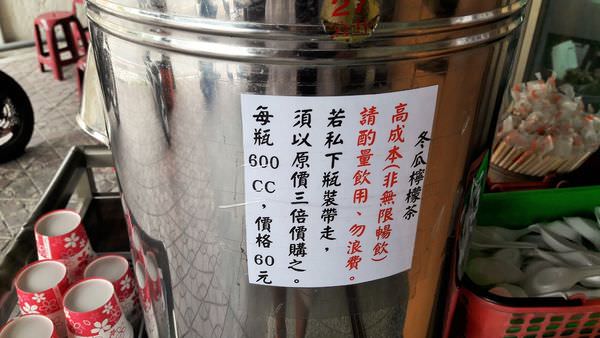 冬瓜檸檬茶
高成本(非無限暢飲)
請酌量飲用、勿浪費。
若私下瓶裝帶走，
須以原價三倍價購之。
每瓶600CC，價格60元